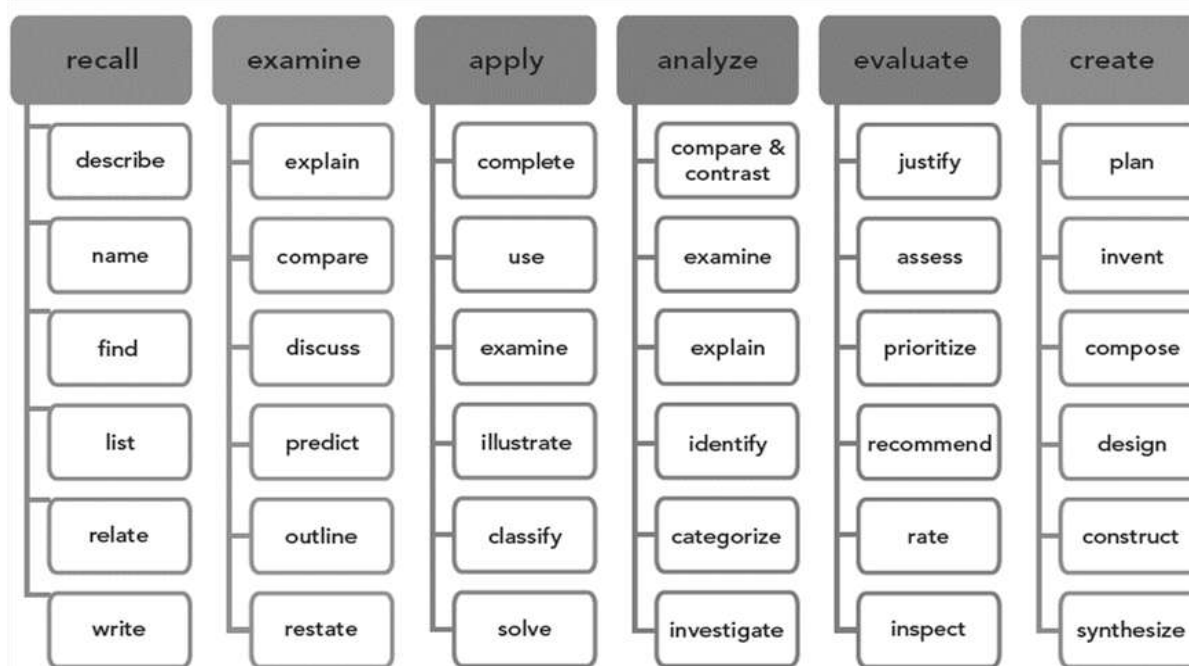 recall
describe
name
find
list
relate
write
examine
explain
compare
discuss
predict
outline
restate
apply
complete
use
examine
illustrate
classify
solve
analyze
compare &
contrast
examine
explain
identify
categorize
investigate
evaluate
justify
assess
prioritize
recommend
rate
inspect
create
plan
invent
compose
design
construct
synthesize